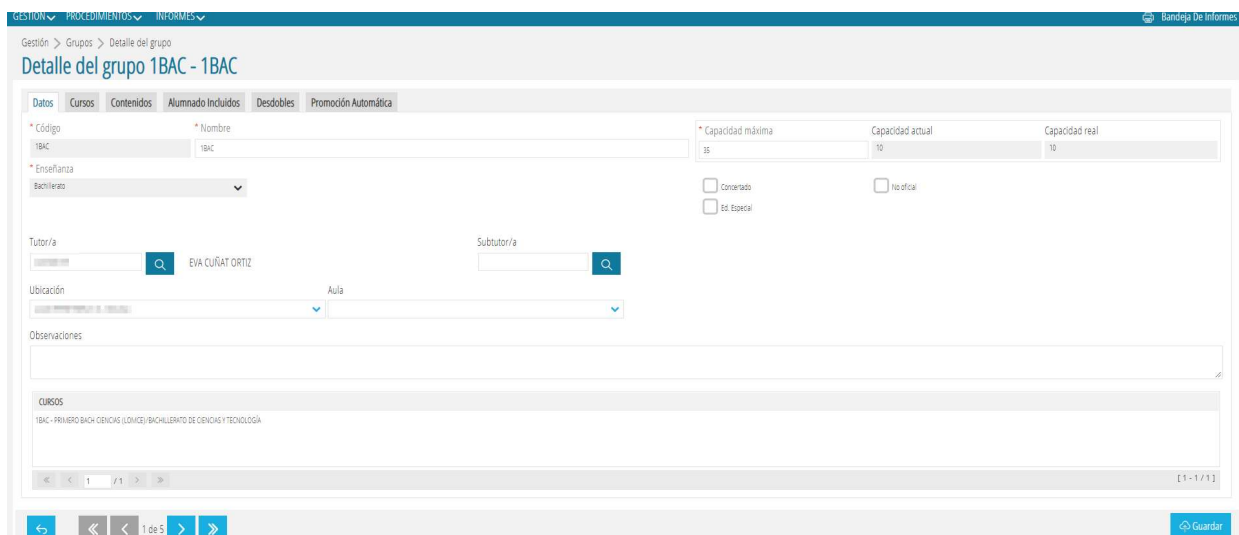 GESTIÓN PROCEDIMIENTOS INFORMES Bandeja De Informes
Gestión > Grupos > Detalle del grupo
Detalle del grupo 1BAC - 1BAC
Datos Cursos Contenidos Alumnado Incluidos Desdobles Promoción Automática
* Código * Nombre * Capacidad máxima Capacidad actual Capacidad real
1BAC 1BAC 35 10 10
* Enseñanza
Bachillerato Concertado No oficial
Ed. Especial
Tutor/a Subtutor/a
EVA CUÑAT ORTIZ
Ubicación Aula
Observaciones
CURSOS
1BAC - PRIMERO BACH CIENCIAS (LOMCE)/BACHILLERATO DE CIENCIAS Y TECNOLOGÍA
« < 1 / 1 > » [ 1 - 1 / 1 ]
1 de 5 Guardar